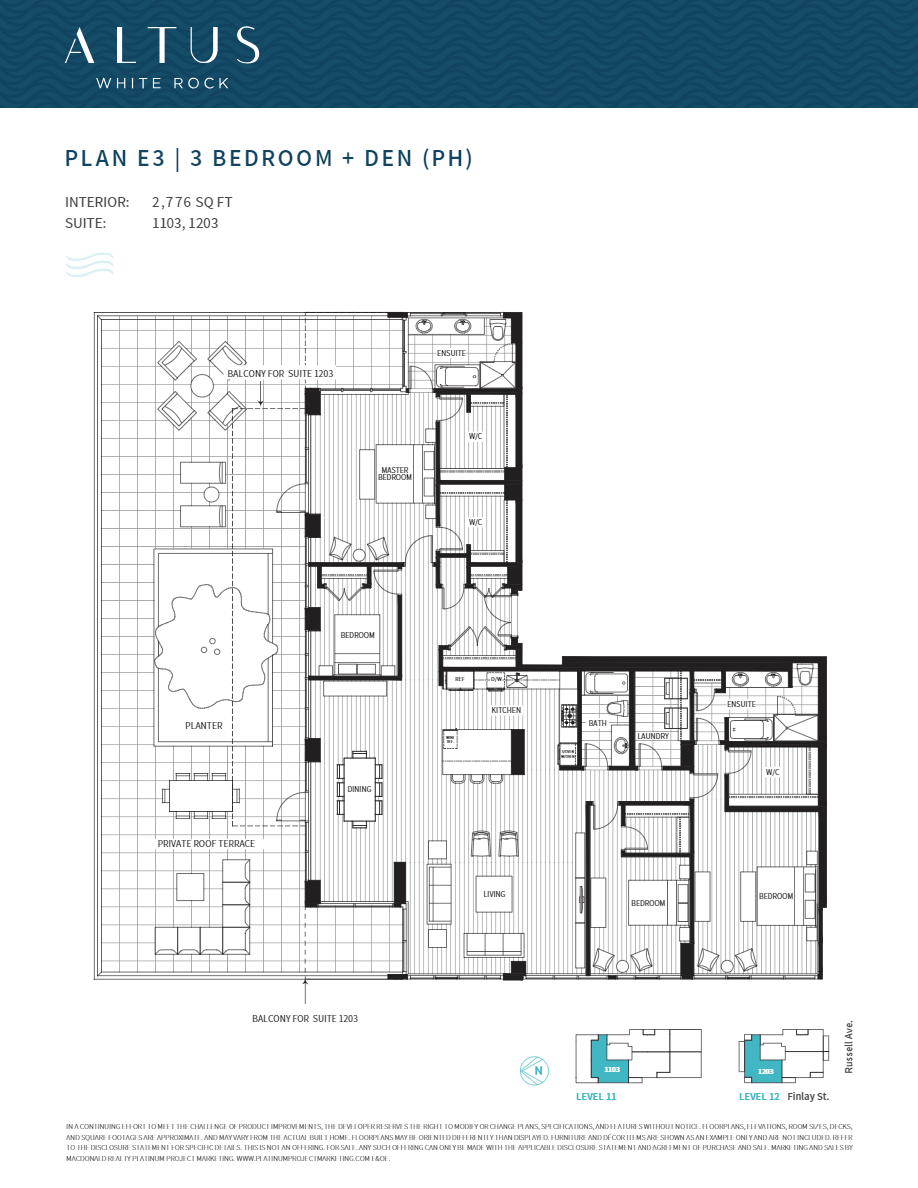 ALTUS
WHITE ROCK
PLAN E3 | 3 BEDROOM + DEN (PH)
INTERIOR: 2,776 SQ FT
SUITE: 1103, 1203
ENSUITE
BALCONY FOR SUITE 1203
W/C
MASTER
BEDROOM
W/C
BEDROOM
REF
D/W
KITCHEN
ENSUITE
PLANTER
BATH
LAUNDRY
W/C
DINING
PRIVATE ROOF TERRACE
LIVING
BEDROOM
BEDROOM
BALCONY FOR SUITE 1203
N
1103
1203
Russell Ave.
LEVEL 11
LEVEL 12 Finlay St.
IN A CONTINUING EFFORT TO MEET THE CHALLENGE OF PRODUCT IMPROVEMENTS, THE DEVELOPER RESERVES THE RIGHT TO MODIFY OR CHANGE PLANS, SPECIFICATIONS, AND FEATURES WITHOUT NOTICE. FLOORPLANS, ELEVATIONS, ROOM SIZES, DECKS,
AND SQUARE FOOTAGES ARE APPROXIMATE. AND MAY VARY FROM THE ACTUAL BUILT HOME. FLOORPLANS MAY BE ORIENTED DIFFERENTLY THAN DISPLAYED. FURNITURE AND DÉCOR ITEMS ARE SHOWN AS AN EXAMPLE ONLY AND ARE NOT INCLUDED. REFER
TO THE DISCLOSURE STATEMENT FOR SPECIFIC DETAILS. THIS IS NOT AN OFFERING. FOR SALE. ANY SUCH OFFERING CAN ONLY BE MADE WITH THE APPLICABLE DISCLOSURE STATEMENT AND AGREEMENT OF PURCHASE AND SALE. MARKETING AND SALES BY
MACDONALD REALTY PLATINUM PROJECT MARKETING. WWW.PLATINUMPROJECTMARKETING.COM E&OE.